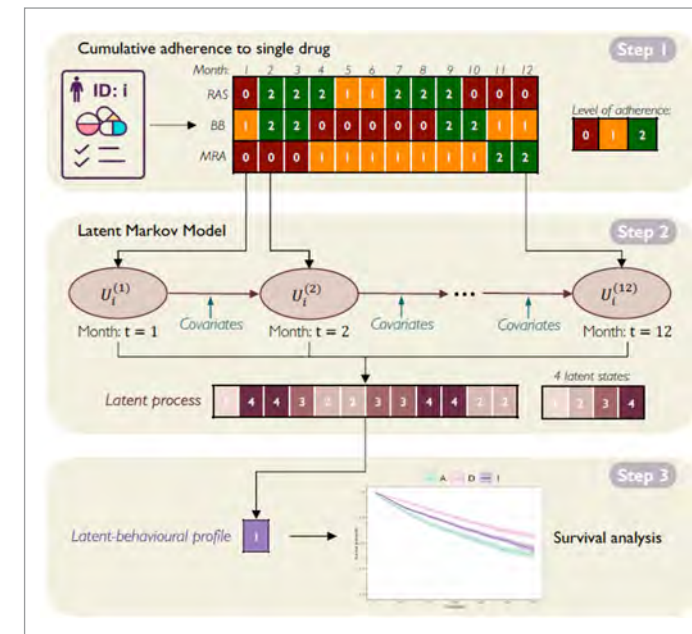 Cumulative adherence to single drug
Step 1
Month: 1 2 3 4 5 6 7 8 9 10 11 12
ID: i
RAS 0 2 2 2 1 1 2 2 2 0 0 0
Level of adherence:
BB 1 2 2 0 0 0 0 0 2 2 1 1
0 1 2
MRA 0 0 0 1 1 1 1 1 1 1 2 2
Latent Markov Model
Step 2
U_i^(1) U_i^(2) ... U_i^(12)
Covariates Covariates Covariates
Month: t = 1 Month: t = 2 Month: t = 12
4 latent states:
Latent process 1 4 4 3 2 2 3 3 4 4 2 2
1 2 3 4
Step 3
A D I
Latent-behavioural profile I
Survival analysis